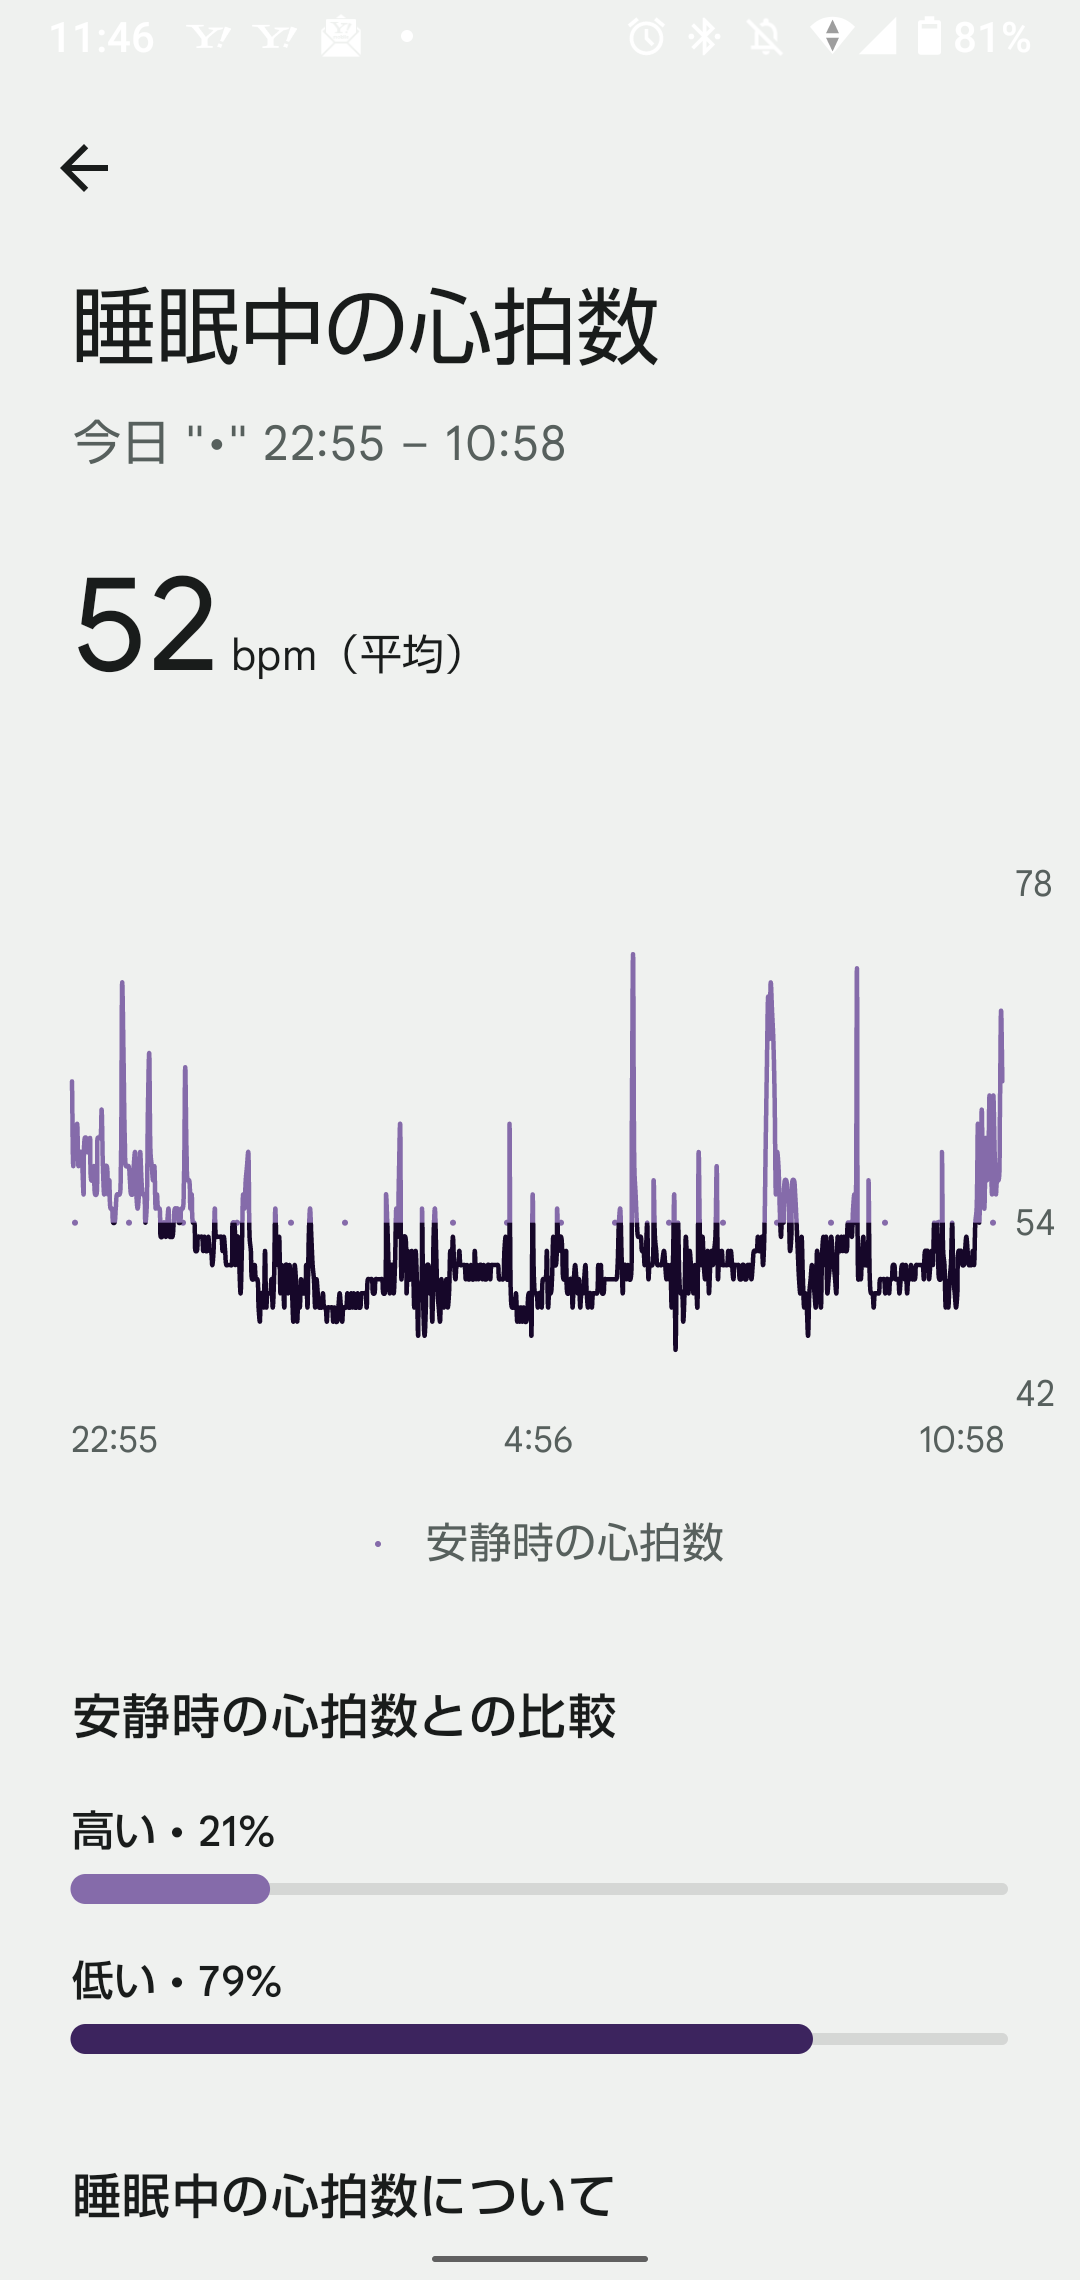 11:46 Y! Y! Y! 81%
睡眠中の心拍数
今日 "•" 22:55 – 10:58
52 bpm（平均）
78
54
42
22:55 4:56 10:58
安静時の心拍数
安静時の心拍数との比較
高い・21%
低い・79%
睡眠中の心拍数について